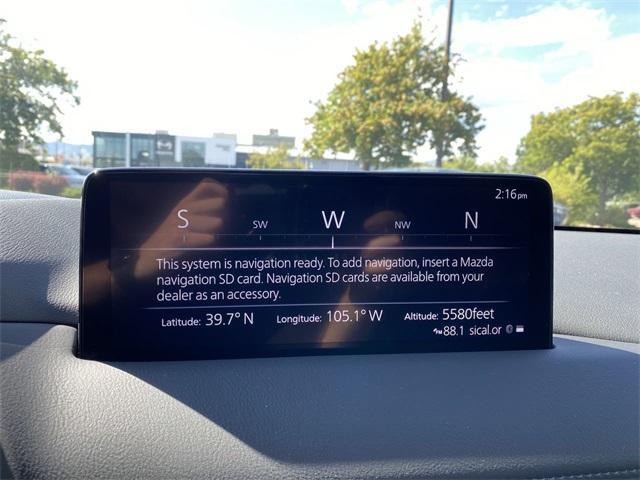 2:16pm
S SW W NW N
This system is navigation ready. To add navigation, insert a Mazda
navigation SD card. Navigation SD cards are available from your
dealer as an accessory.
Latitude: 39.7° N Longitude: 105.1° W Altitude: 5580feet
88.1 sical.or